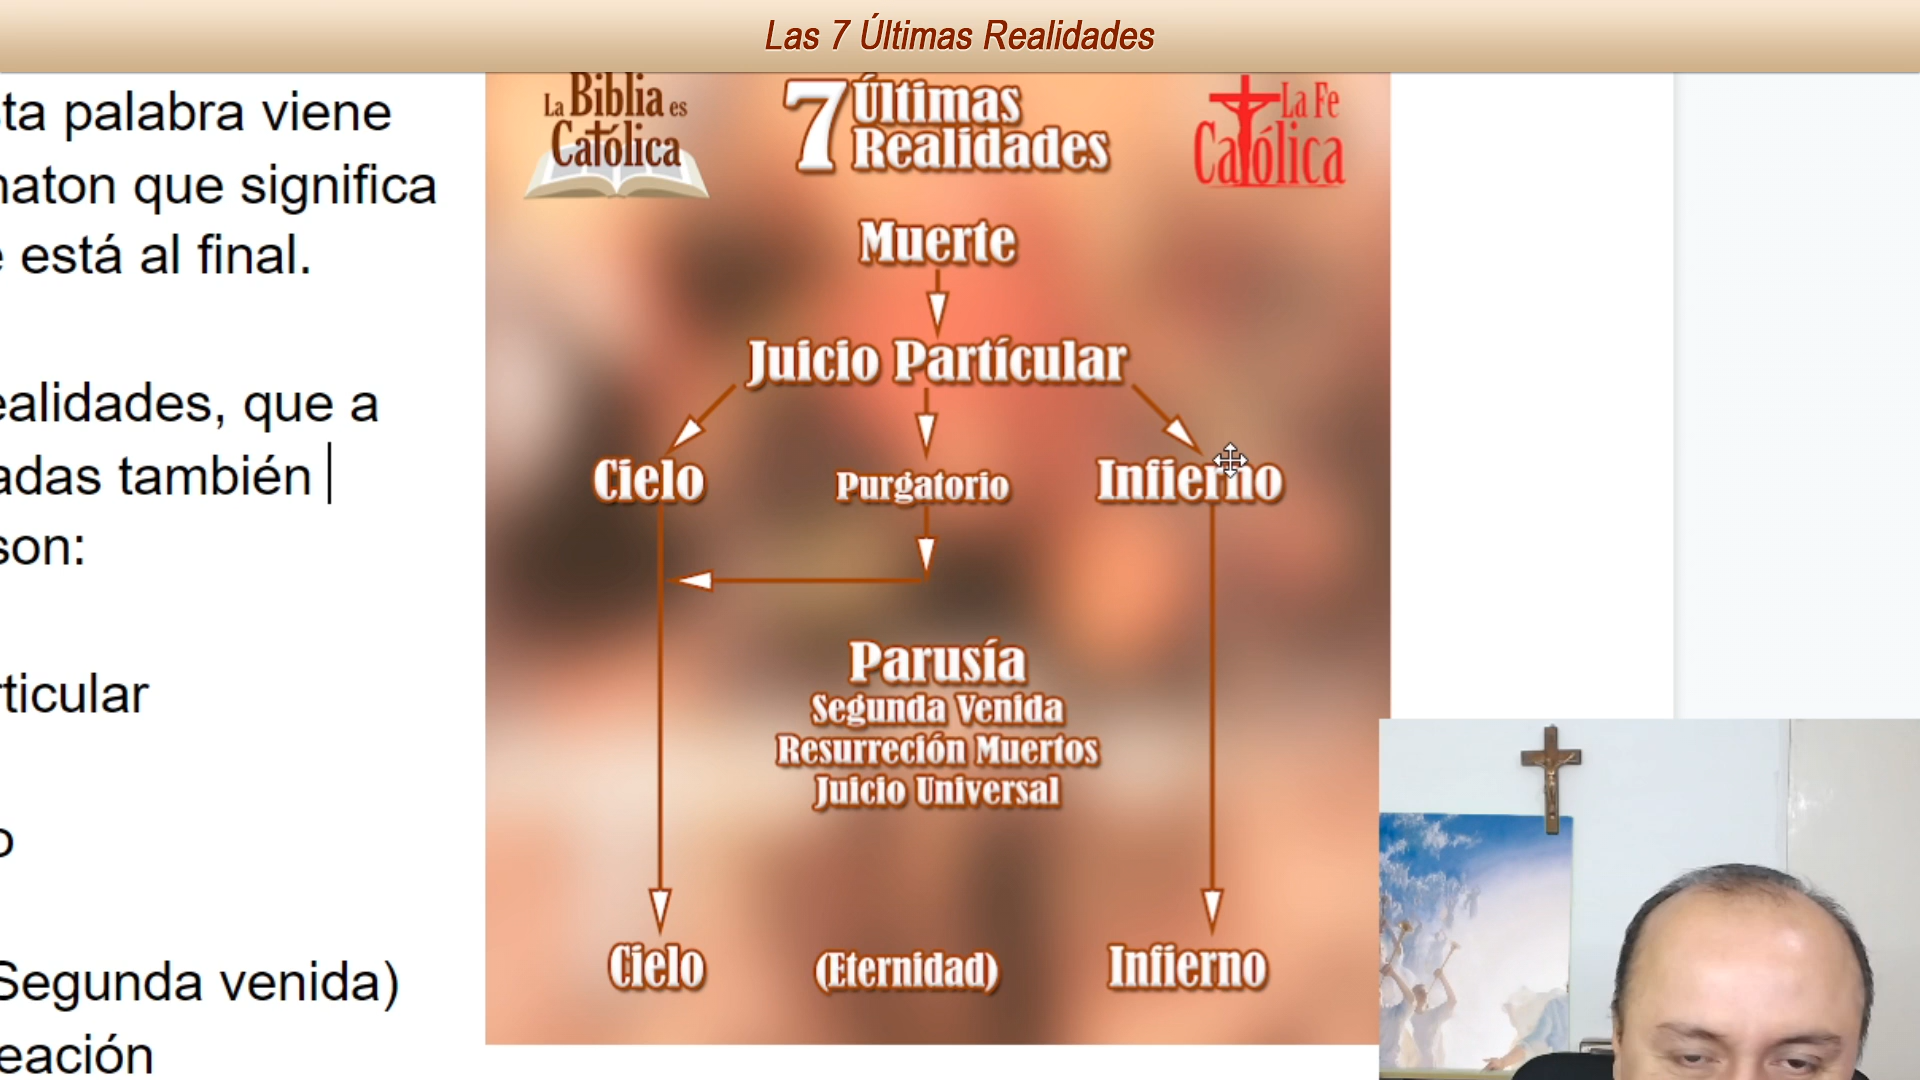 Las 7 Últimas Realidades
ta palabra viene
naton que significa
está al final.
ealidades, que a
adas también
son:
ticular
o
Segunda venida)
eación
La Biblia es
Católica
7 Últimas
Realidades
La Fe
Católica
Muerte
Juicio Partícular
Cielo
Purgatorio
Infierno
Parusía
Segunda Venida
Resurreción Muertos
Juicio Universal
Cielo
(Eternidad)
Infierno